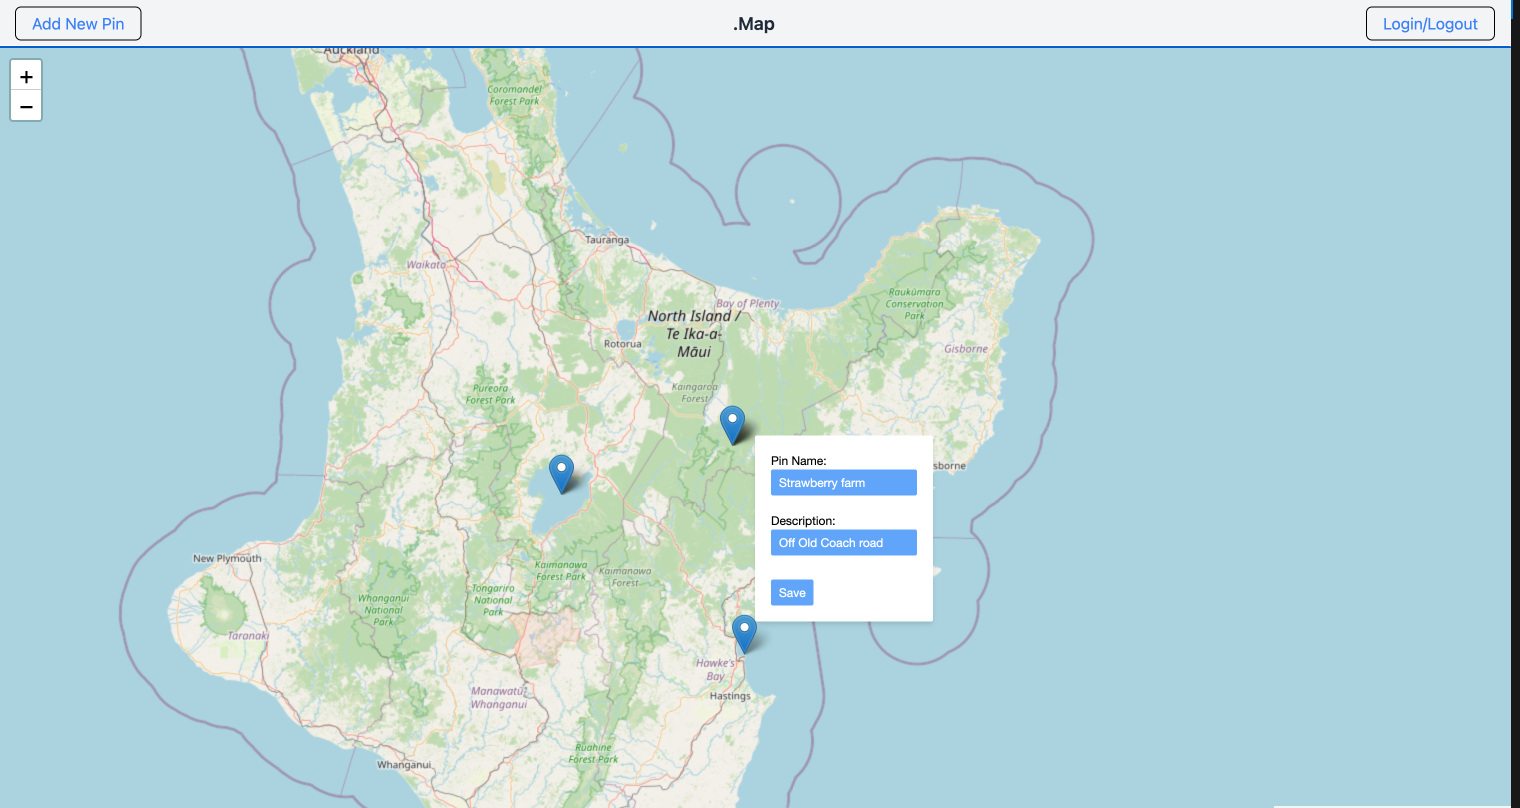 Add New Pin
.Map
Login/Logout
+
−
Auckland
Coromandel
Forest Park
Tauranga
Waikato
Bay of Plenty
Raukūmara
Conservation
Park
North Island /
Te Ika-a-
Māui
Rotorua
Gisborne
Pureora
Forest Park
Kaingaroa
Forest
Pin Name:
Strawberry farm
sborne
Description:
Off Old Coach road
Save
New Plymouth
Kaimanawa
Forest Park
Kaimanawa
Forest
Tongariro
National
Park
Whanganui
National
Park
Taranaki
Hawke's
Bay
Hastings
Manawatū-
Whanganui
Ruahine
Forest Park
Whanganui